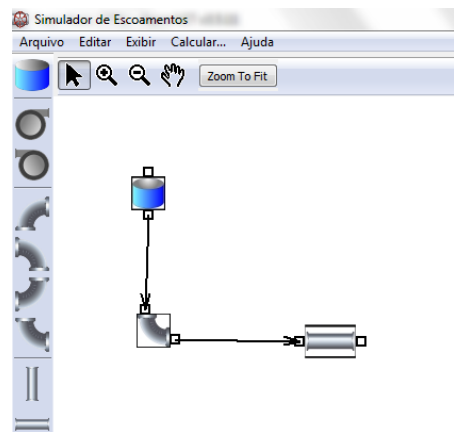 Simulador de Escoamentos
Arquivo Editar Exibir Calcular... Ajuda
Zoom To Fit